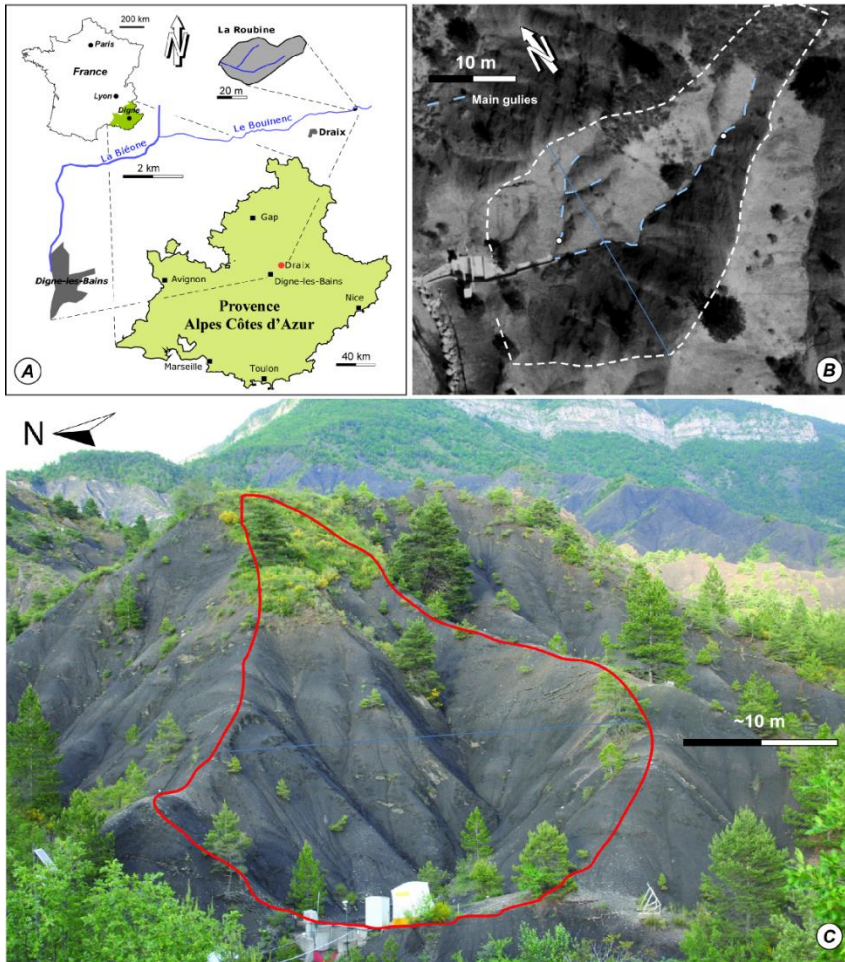 200 km
N
Paris
France
Lyon
Digne
La Roubine
20 m
Le Bouinenc
Draix
La Bléone
2 km
Gap
Draix
Digne-les-Bains
Digne-les-Bains
Avignon
Nice
Provence
Alpes Côtes d'Azur
40 km
Marseille
Toulon
A
N
10 m
Main gullies
B
N
~10 m
C